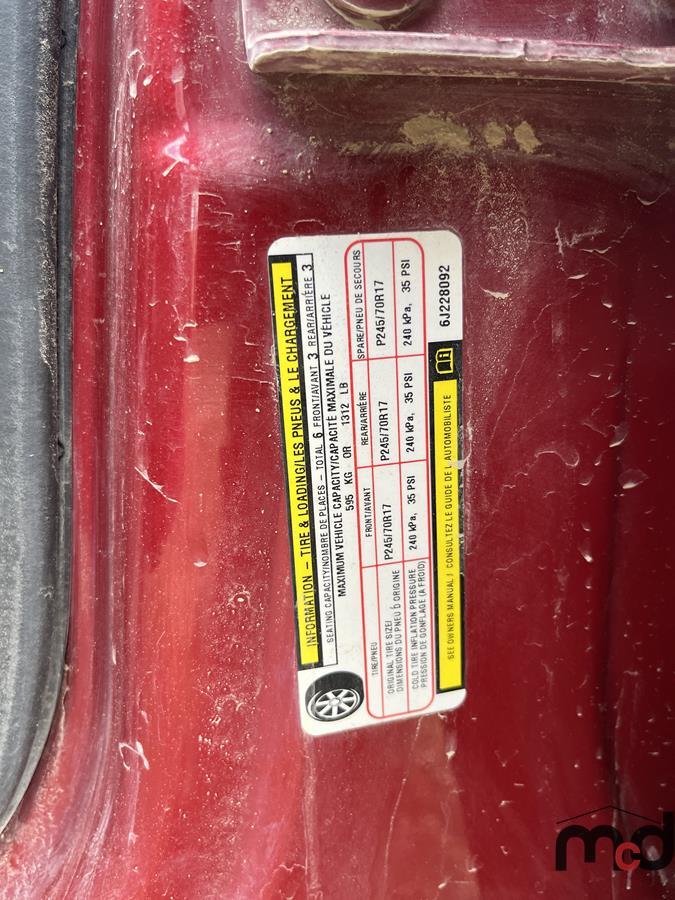 INFORMATION – TIRE & LOADING/LES PNEUS & LE CHARGEMENT
SEATING CAPACITY/NOMBRE DE PLACES – TOTAL 6 FRONT/AVANT 3 REAR/ARRIÈRE 3
MAXIMUM VEHICLE CAPACITY/CAPACITÉ MAXIMALE DU VÉHICLE
595 KG OR 1312 LB
TIRE/PNEU FRONT/AVANT REAR/ARRIÈRE SPARE/PNEU DE SECOURS
ORIGINAL TIRE SIZE/
DIMENSIONS DU PNEU D ORIGINE
P245/70R17 P245/70R17 P245/70R17
COLD TIRE INFLATION PRESSURE
PRESSION DE GONFLAGE (A FROID)
240 kPa, 35 PSI 240 kPa, 35 PSI 240 kPa, 35 PSI
SEE OWNERS MANUAL / CONSULTEZ LE GUIDE DE L AUTOMOBILISTE
6J228092
mcd